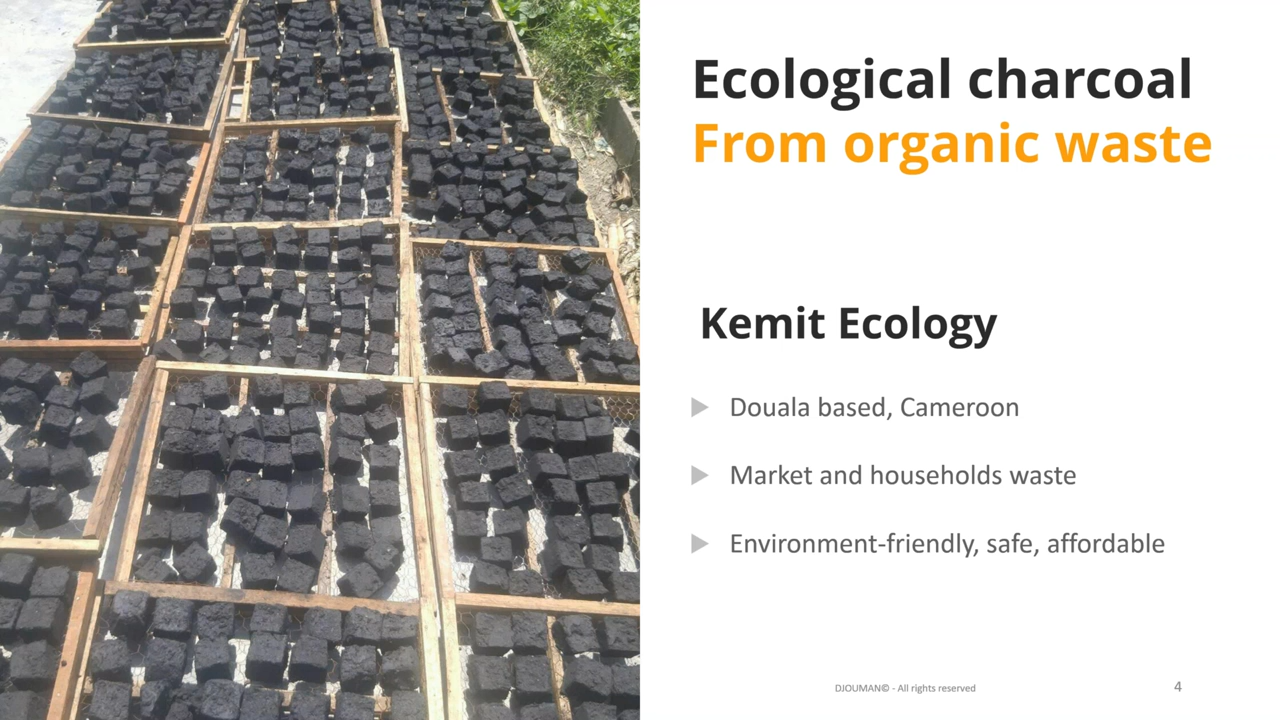 Ecological charcoal
From organic waste
Kemit Ecology
Douala based, Cameroon
Market and households waste
Environment-friendly, safe, affordable
DJOUMAN© - All rights reserved
4